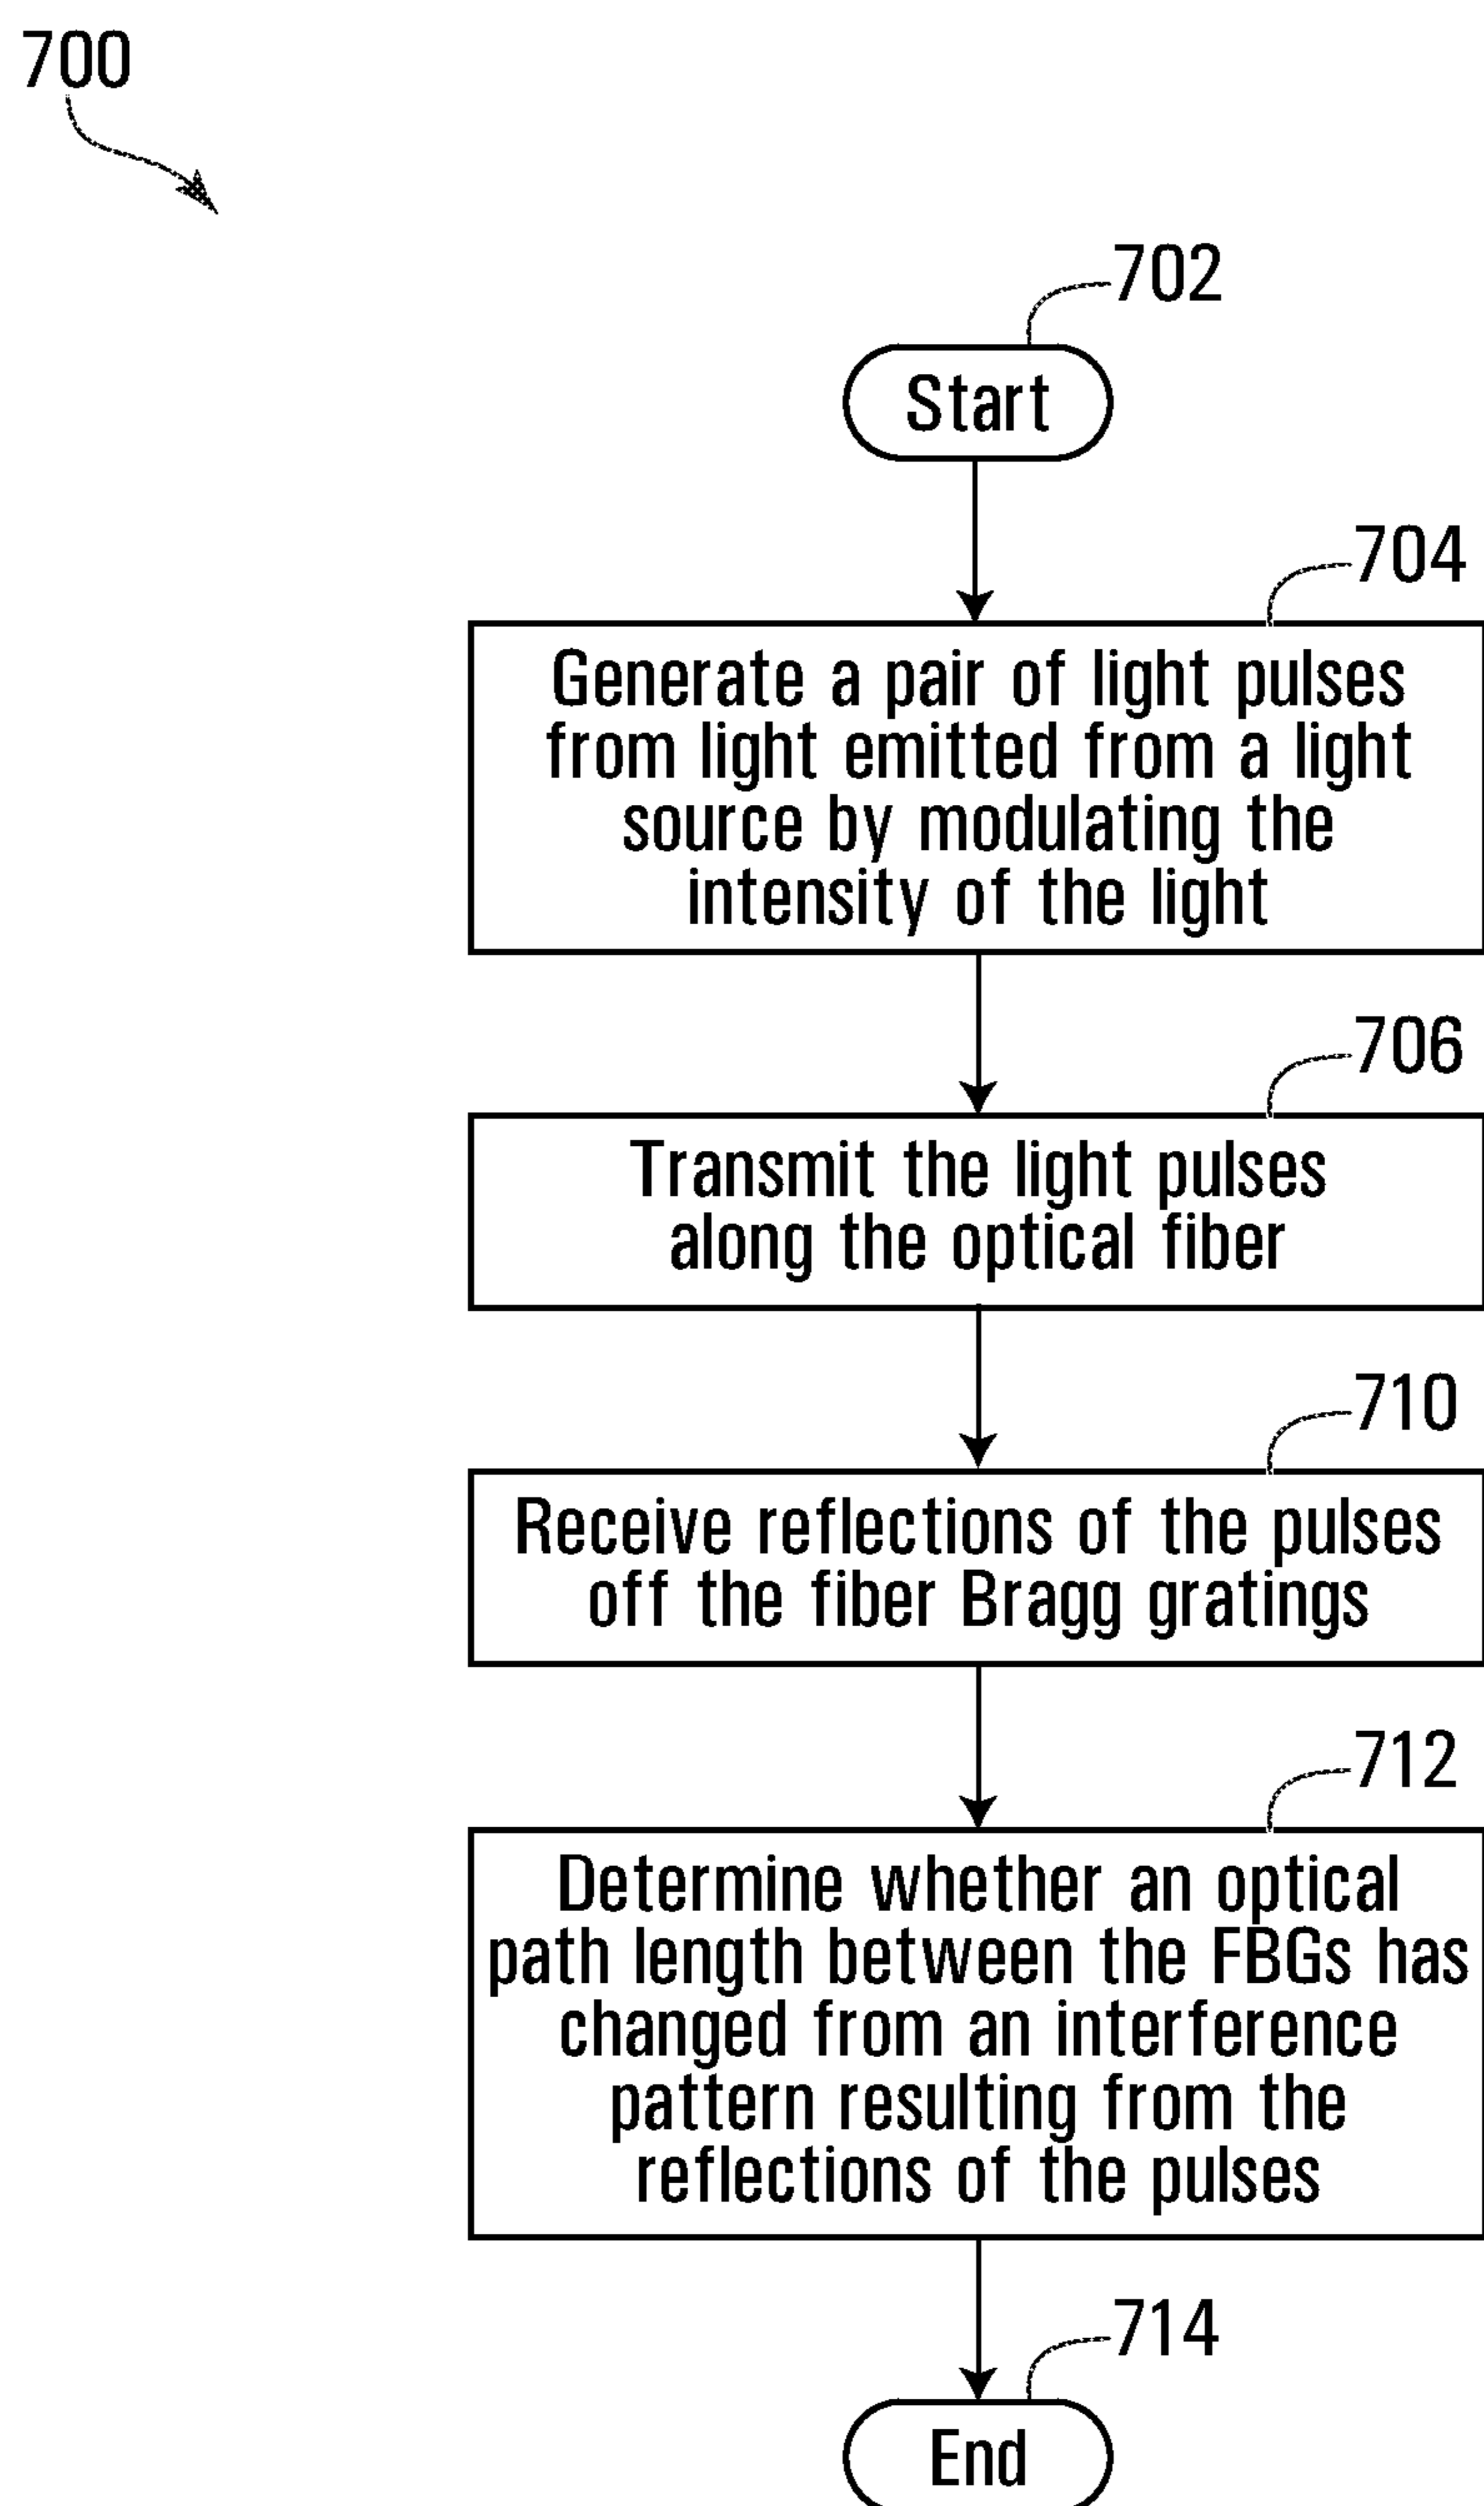 700
702
Start
704
Generate a pair of light pulses
from light emitted from a light
source by modulating the
intensity of the light
706
Transmit the light pulses
along the optical fiber
710
Receive reflections of the pulses
off the fiber Bragg gratings
712
Determine whether an optical
path length between the FBGs has
changed from an interference
pattern resulting from the
reflections of the pulses
714
End